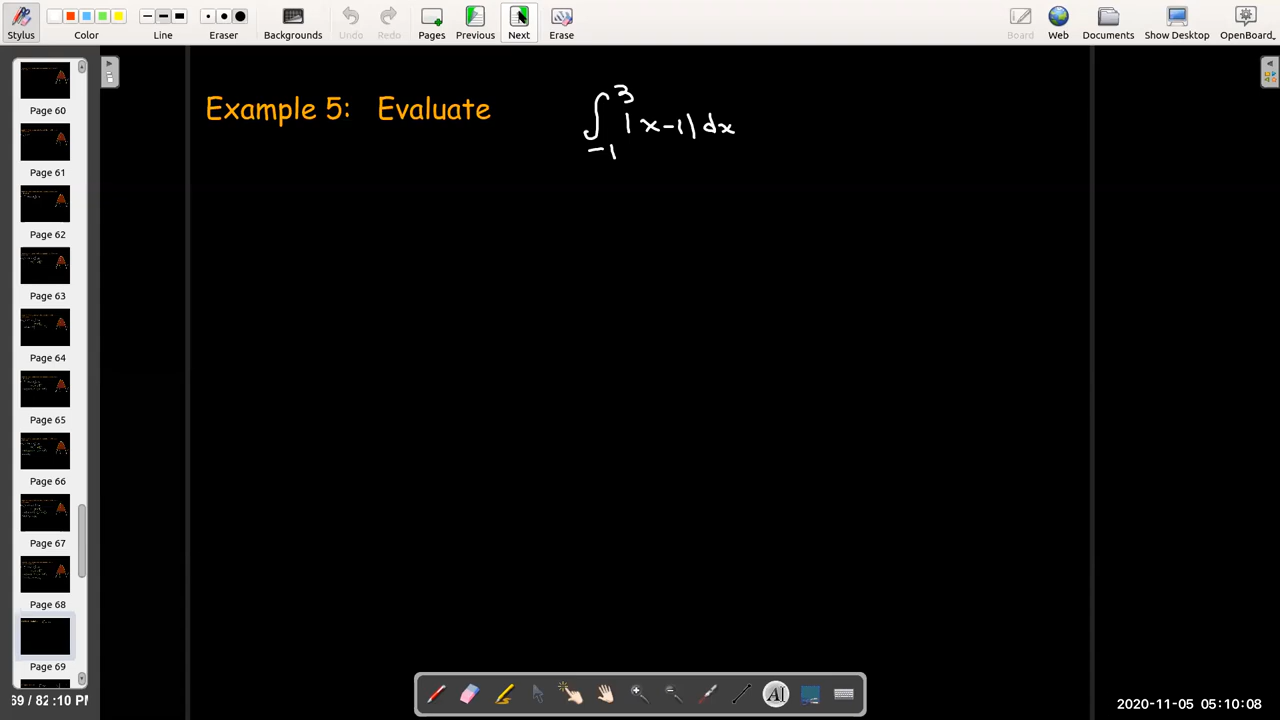 Stylus Color Line Eraser Backgrounds Undo Redo Pages Previous Next Erase Board Web Documents Show Desktop OpenBoard
Page 60
Page 61
Page 62
Page 63
Page 64
Page 65
Page 66
Page 67
Page 68
Page 69
Example 5: Evaluate ∫_{-1}^{3} |x-1| dx
69 / 82
2020-11-05 05:10:08